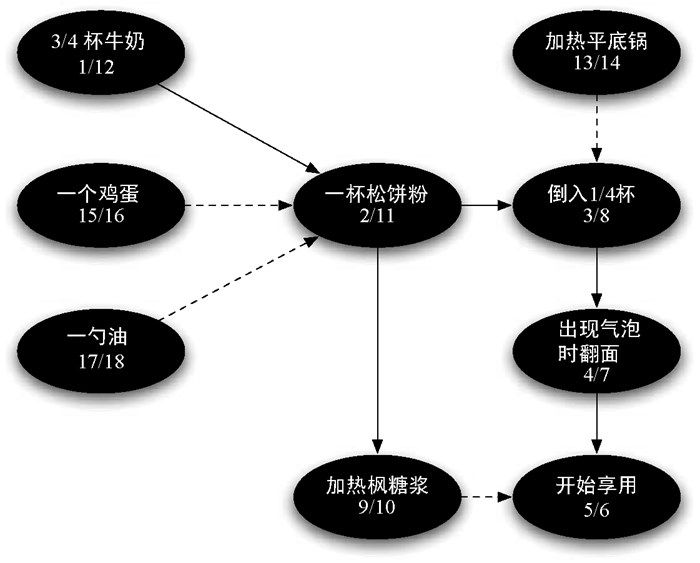 3/4 杯牛奶
1/12
加热平底锅
13/14
一个鸡蛋
15/16
一杯松饼粉
2/11
倒入1/4杯
3/8
一勺油
17/18
出现气泡
时翻面
4/7
加热枫糖浆
9/10
开始享用
5/6